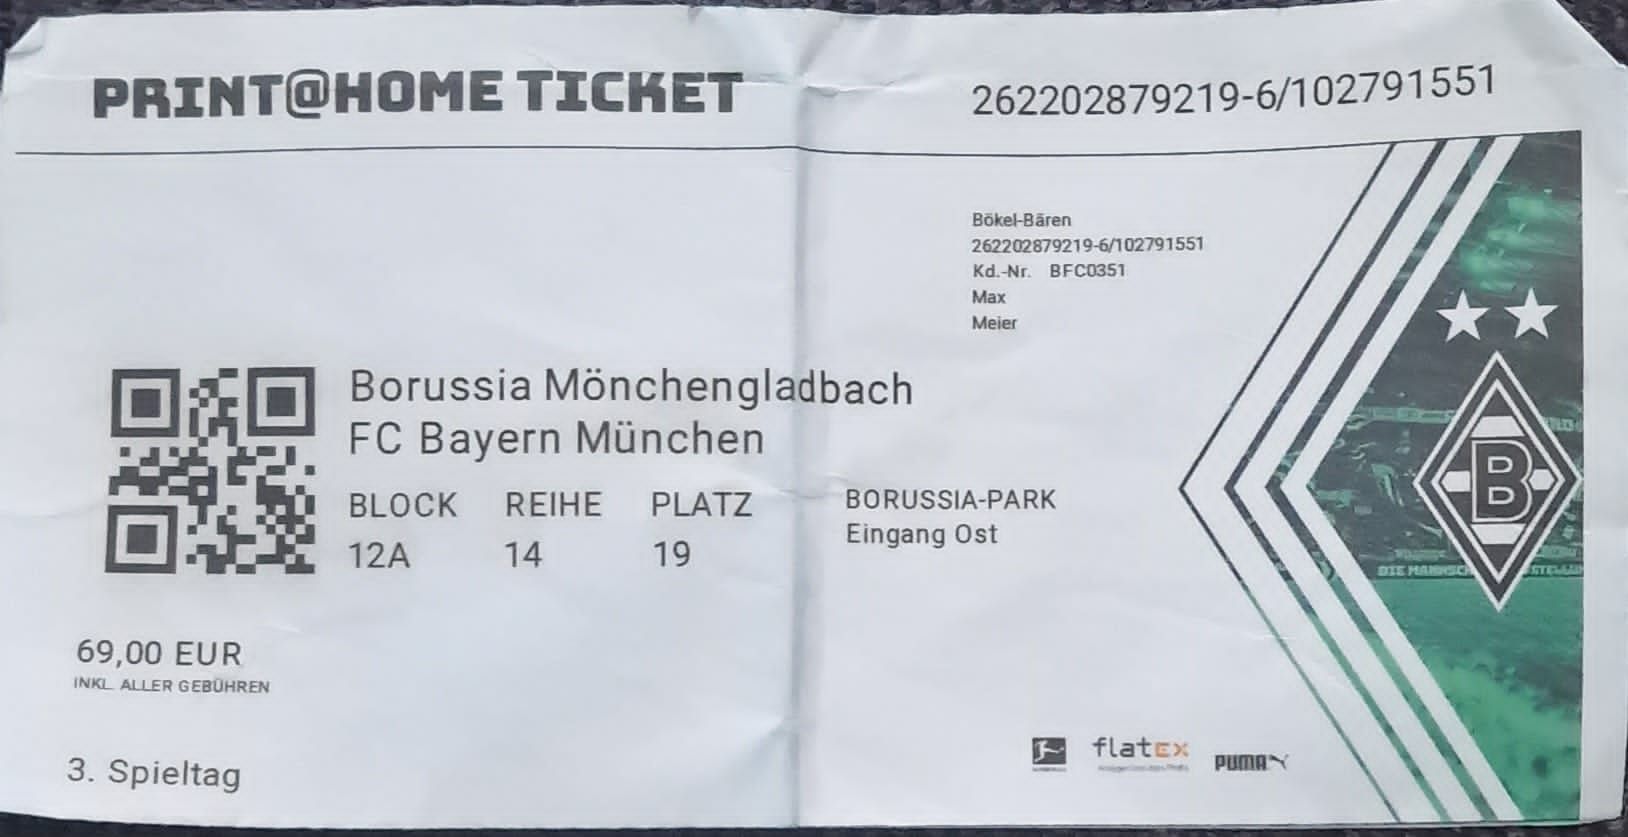 PRINT@HOME TICKET
262202879219-6/102791551
Bökel-Bären
262202879219-6/102791551
Kd.-Nr. BFC0351
Max
Meier
Borussia Mönchengladbach
FC Bayern München
BLOCK REIHE PLATZ
12A 14 19
BORUSSIA-PARK
Eingang Ost
69,00 EUR
INKL. ALLER GEBÜHREN
3. Spieltag
flatex
PUMA
B
DIE MANNSCH